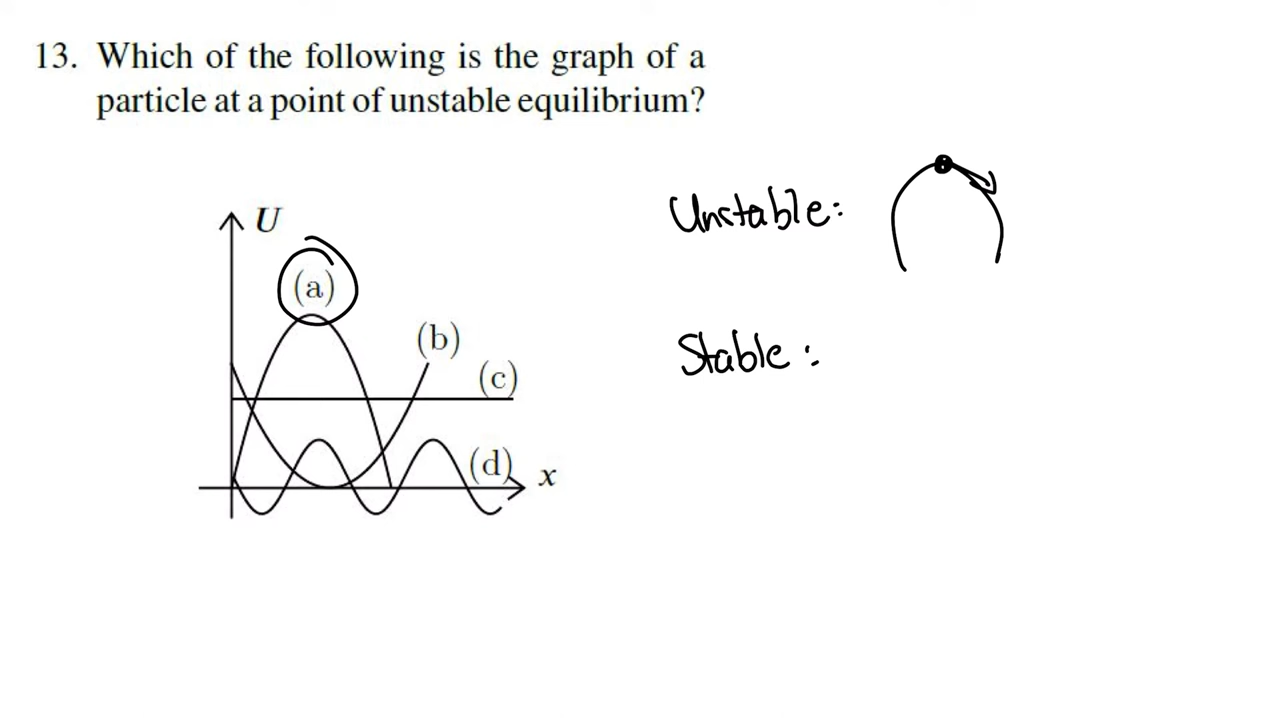 13. Which of the following is the graph of a
particle at a point of unstable equilibrium?
U
(a)
(b)
(c)
(d)
x
Unstable:
Stable: